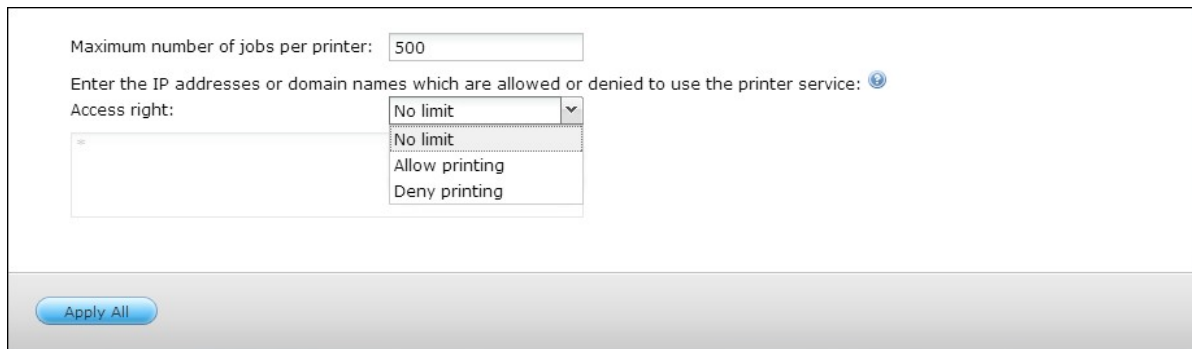 Maximum number of jobs per printer: 500
Enter the IP addresses or domain names which are allowed or denied to use the printer service:
Access right: No limit
No limit
*
Allow printing
Deny printing
Apply All